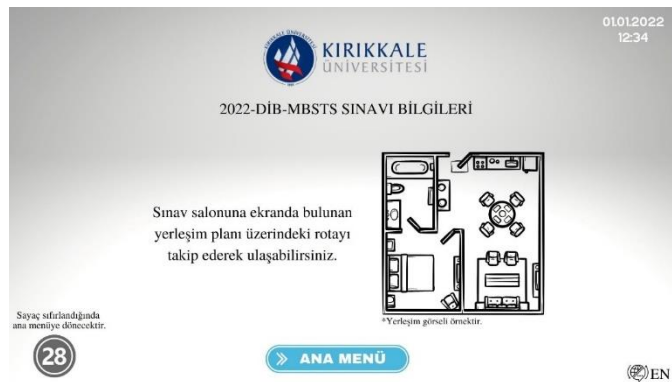 01.01.2022
12:34
KIRIKKALE
ÜNİVERSİTESİ
2022-DİB-MBSTS SINAVI BİLGİLERİ
Sınav salonuna ekranda bulunan
yerleşim planı üzerindeki rotayı
takip ederek ulaşabilirsiniz.
*Yerleşim görseli örnektir.
Sayaç sıfırlandığında
ana menüye dönecektir.
28
ANA MENÜ
EN